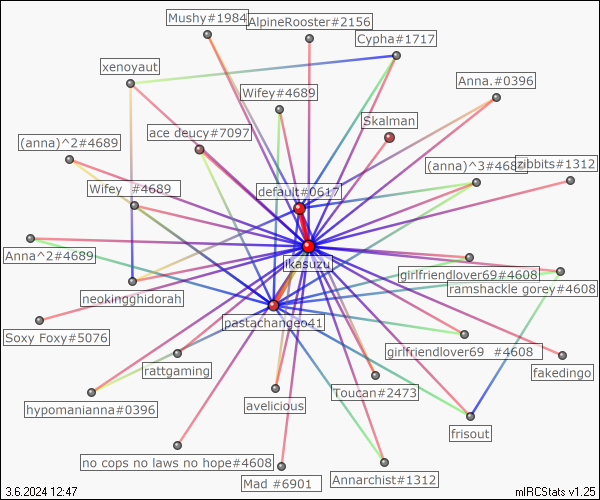 Mushy#1984
AlpineRooster#2156
Cypha#1717
xenoyaut
Anna.#0396
Wifey#4689
Skalman
ace deucy#7097
(anna)^2#4689
(anna)^3#4689
zibbits#1312
Wifey  #4689
default#0617
Anna^2#4689
ikasuzu
girlfriendlover69#4608
ramshackle gorey#4608
neokingghidorah
pastachangeo41
Soxy Foxy#5076
girlfriendlover69  #4608
rattgaming
fakedingo
Toucan#2473
hypomanianna#0396
avelicious
frisout
no cops no laws no hope#4608
Mad #6901
Annarchist#1312
3.6.2024 12:47
mIRCStats v1.25